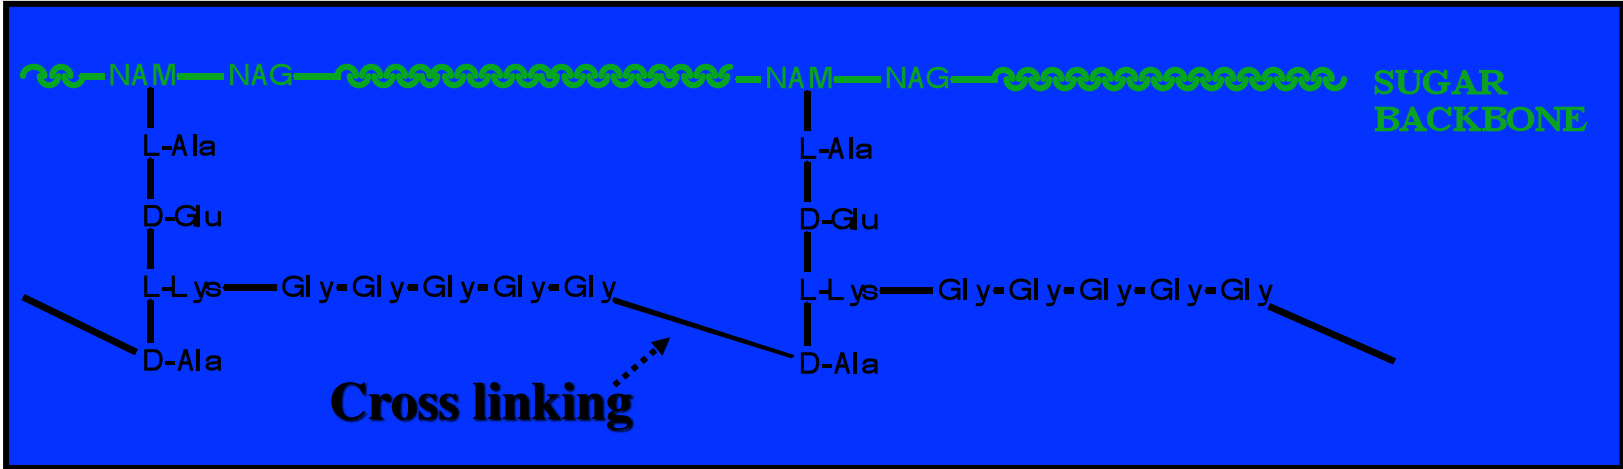 NAM NAG NAM NAG SUGAR
BACKBONE
L-Ala L-Ala
D-Glu D-Glu
L-Lys Gly-Gly-Gly-Gly-Gly L-Lys Gly-Gly-Gly-Gly-Gly
D-Ala D-Ala
Cross linking